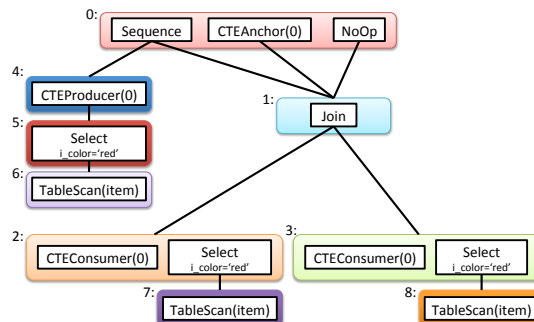 0:
Sequence CTEAnchor(0) NoOp
4:
CTEProducer(0)
1:
Join
5:
Select
i_color='red'
6:
TableScan(item)
2:
CTEConsumer(0) Select
i_color='red'
3:
CTEConsumer(0) Select
i_color='red'
7:
TableScan(item)
8:
TableScan(item)